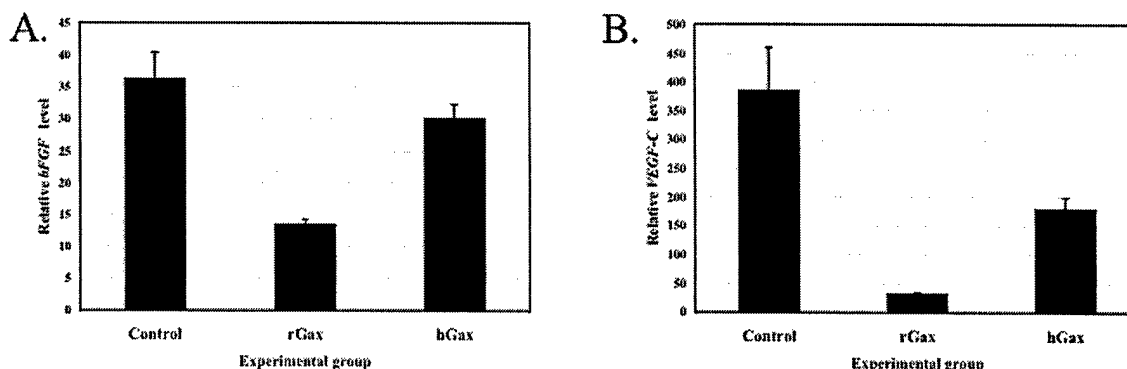 A.
Relative bFGF level
45
40
35
30
25
20
15
10
5
0
Control rGax hGax
Experimental group
B.
Relative VEGF-C level
500
450
400
350
300
250
200
150
100
50
0
Control rGax hGax
Experimental group